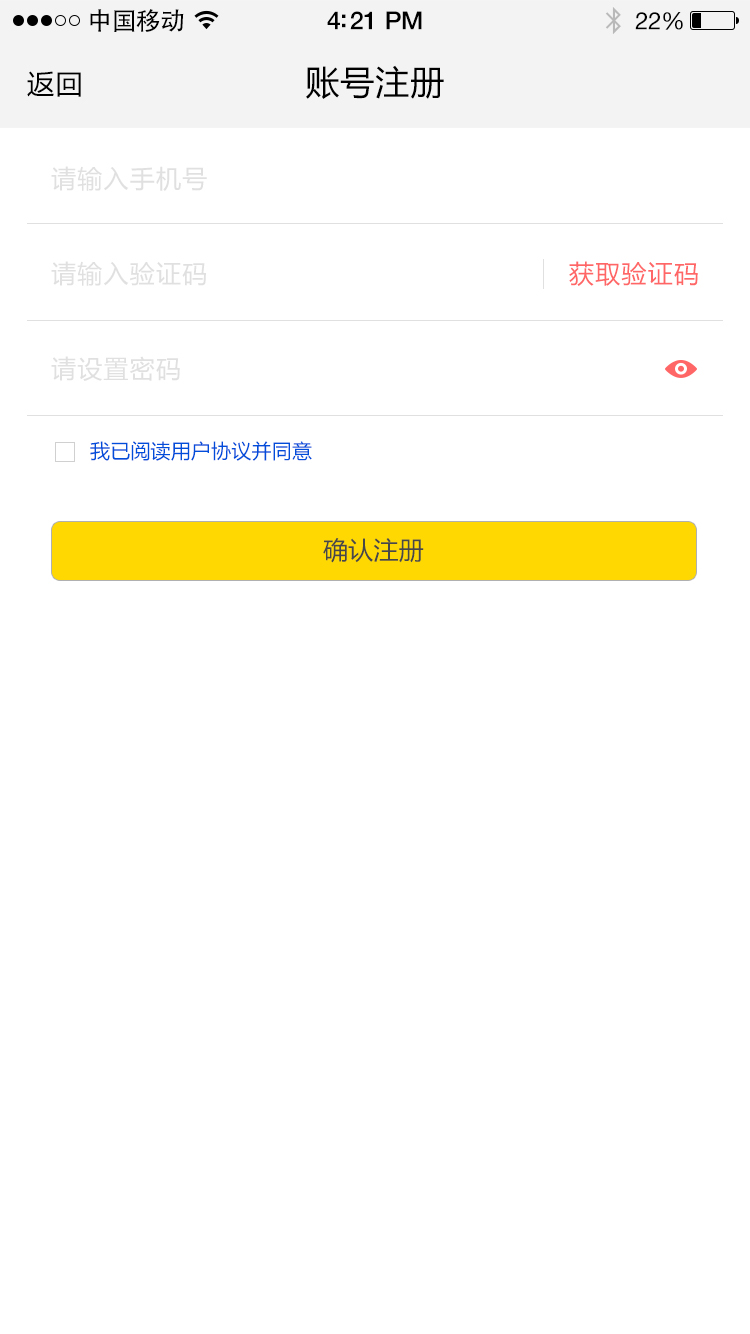 中国移动 4:21 PM 22%
返回 账号注册
请输入手机号
请输入验证码 获取验证码
请设置密码
我已阅读用户协议并同意
确认注册